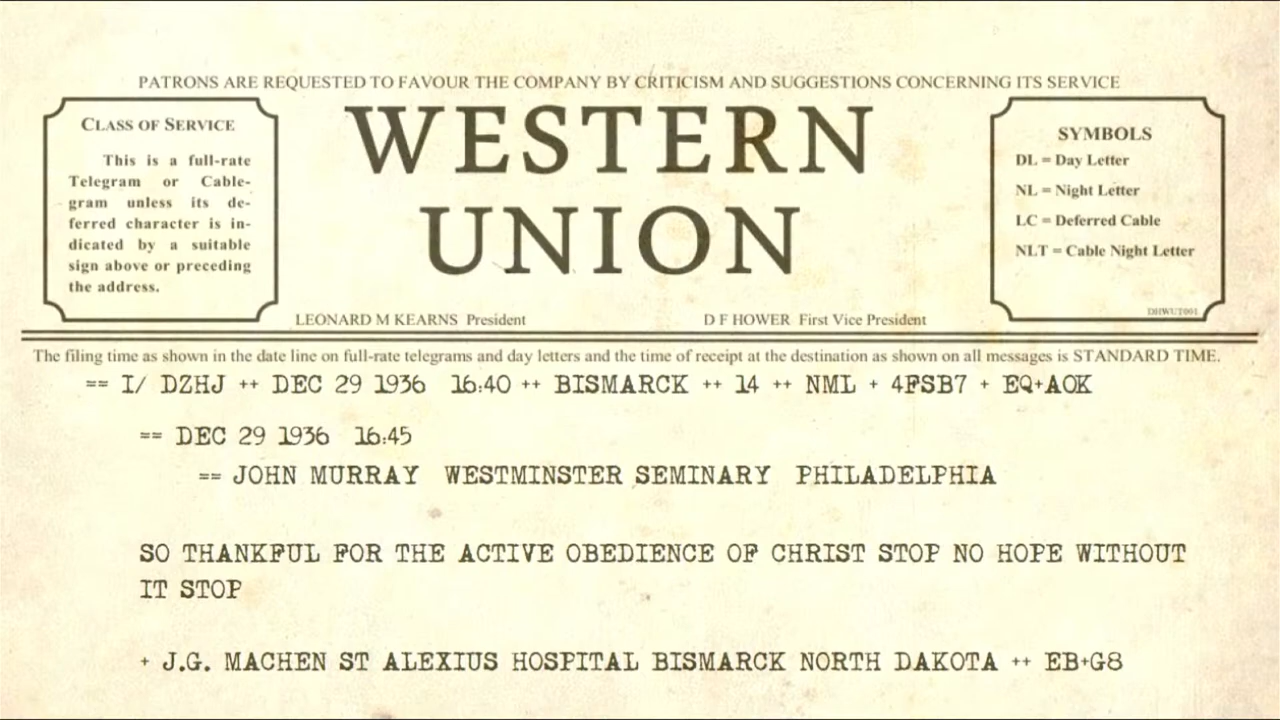 PATRONS ARE REQUESTED TO FAVOUR THE COMPANY BY CRITICISM AND SUGGESTIONS CONCERNING ITS SERVICE
CLASS OF SERVICE
This is a full-rate
Telegram or Cable-
gram unless its de-
ferred character is in-
dicated by a suitable
sign above or preceding
the address.
WESTERN
UNION
SYMBOLS
DL = Day Letter
NL = Night Letter
LC = Deferred Cable
NLT = Cable Night Letter
DHWUT001
LEONARD M KEARNS President
D F HOWER First Vice President
The filing time as shown in the date line on full-rate telegrams and day letters and the time of receipt at the destination as shown on all messages is STANDARD TIME.
== I/ DZHJ ++ DEC 29 1936 16:40 ++ BISMARCK ++ 14 ++ NML + 4FSB7 + EQ+AOK
== DEC 29 1936 16:45
== JOHN MURRAY WESTMINSTER SEMINARY PHILADELPHIA
SO THANKFUL FOR THE ACTIVE OBEDIENCE OF CHRIST STOP NO HOPE WITHOUT
IT STOP
+ J.G. MACHEN ST ALEXIUS HOSPITAL BISMARCK NORTH DAKOTA ++ EB+G8